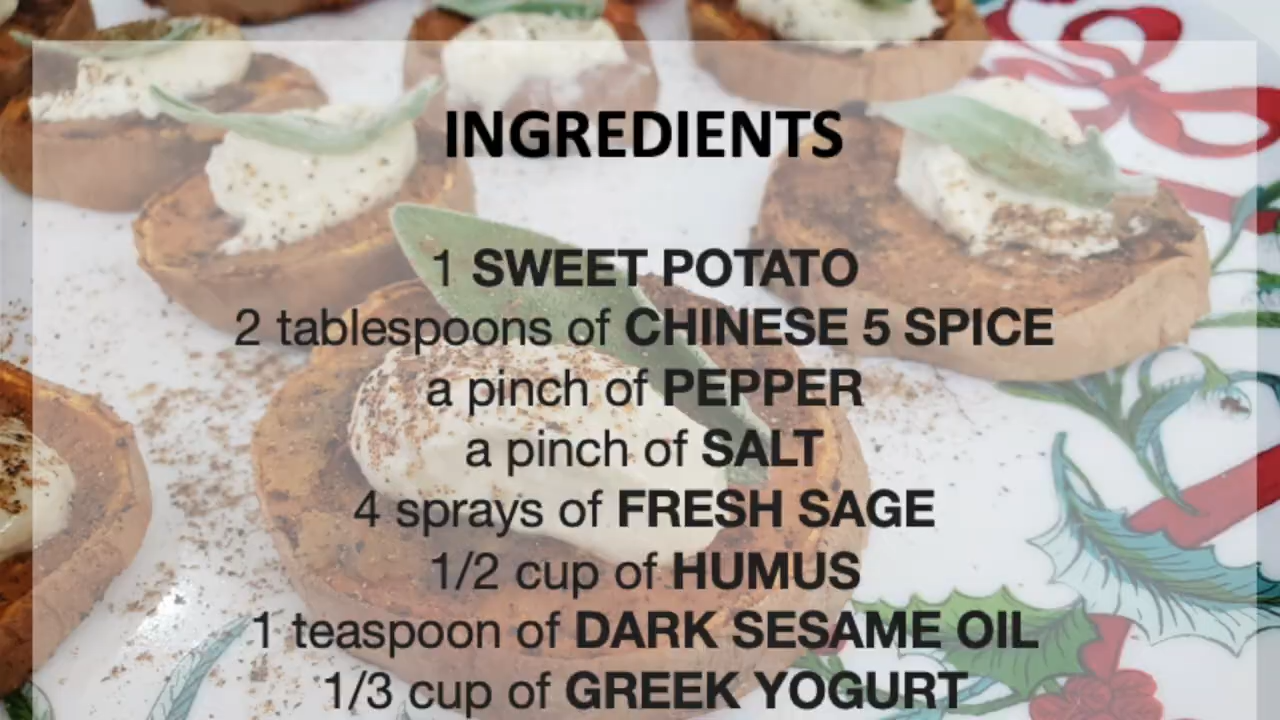 INGREDIENTS
1 SWEET POTATO
2 tablespoons of CHINESE 5 SPICE
a pinch of PEPPER
a pinch of SALT
4 sprays of FRESH SAGE
1/2 cup of HUMUS
1 teaspoon of DARK SESAME OIL
1/3 cup of GREEK YOGURT